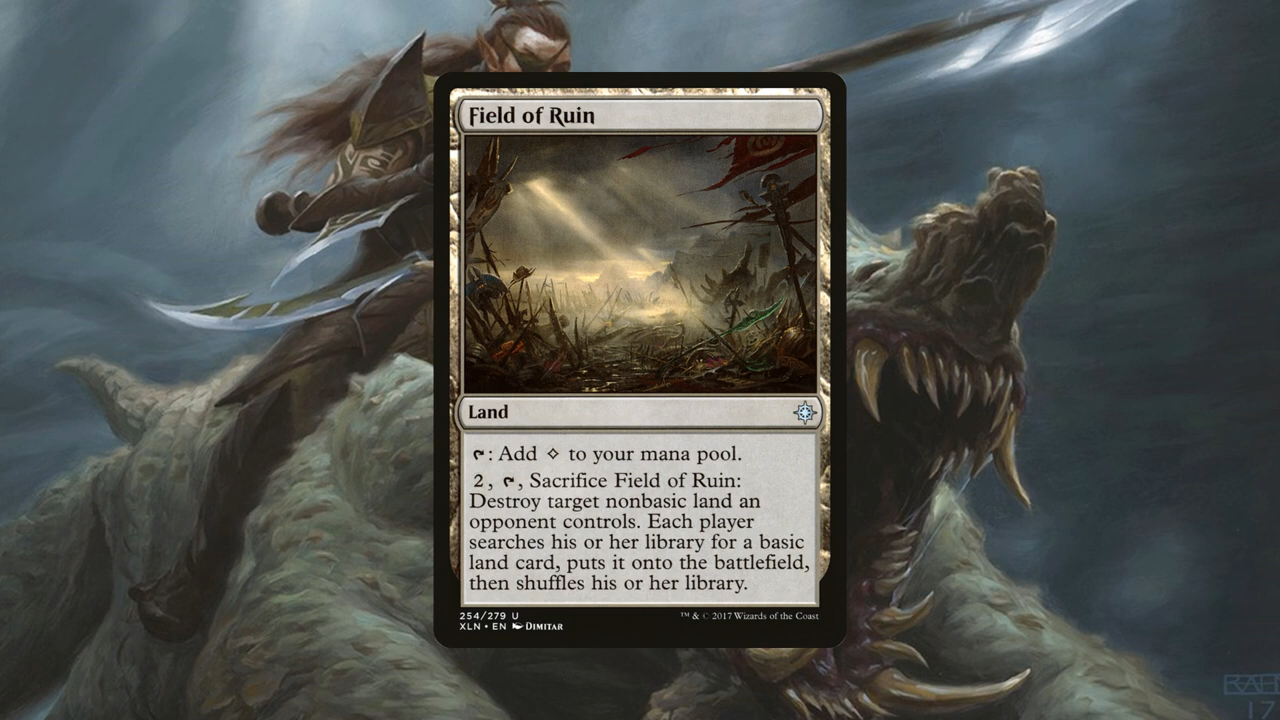 Field of Ruin
Land
: Add to your mana pool.
2, , Sacrifice Field of Ruin:
Destroy target nonbasic land an
opponent controls. Each player
searches his or her library for a basic
land card, puts it onto the battlefield,
then shuffles his or her library.
254/279 U
XLN • EN DIMITAR
™ & © 2017 Wizards of the Coast
17